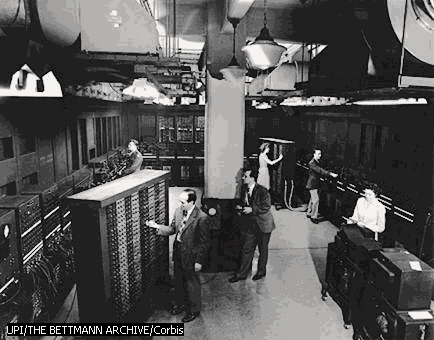 UPI/THE BETTMANN ARCHIVE/Corbis